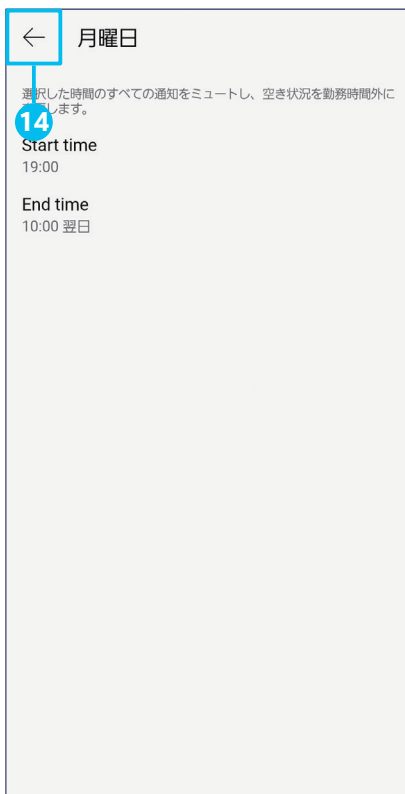 ← 月曜日
選択した時間のすべての通知をミュートし、空き状況を勤務時間外に
します。
14
Start time
19:00
End time
10:00 翌日